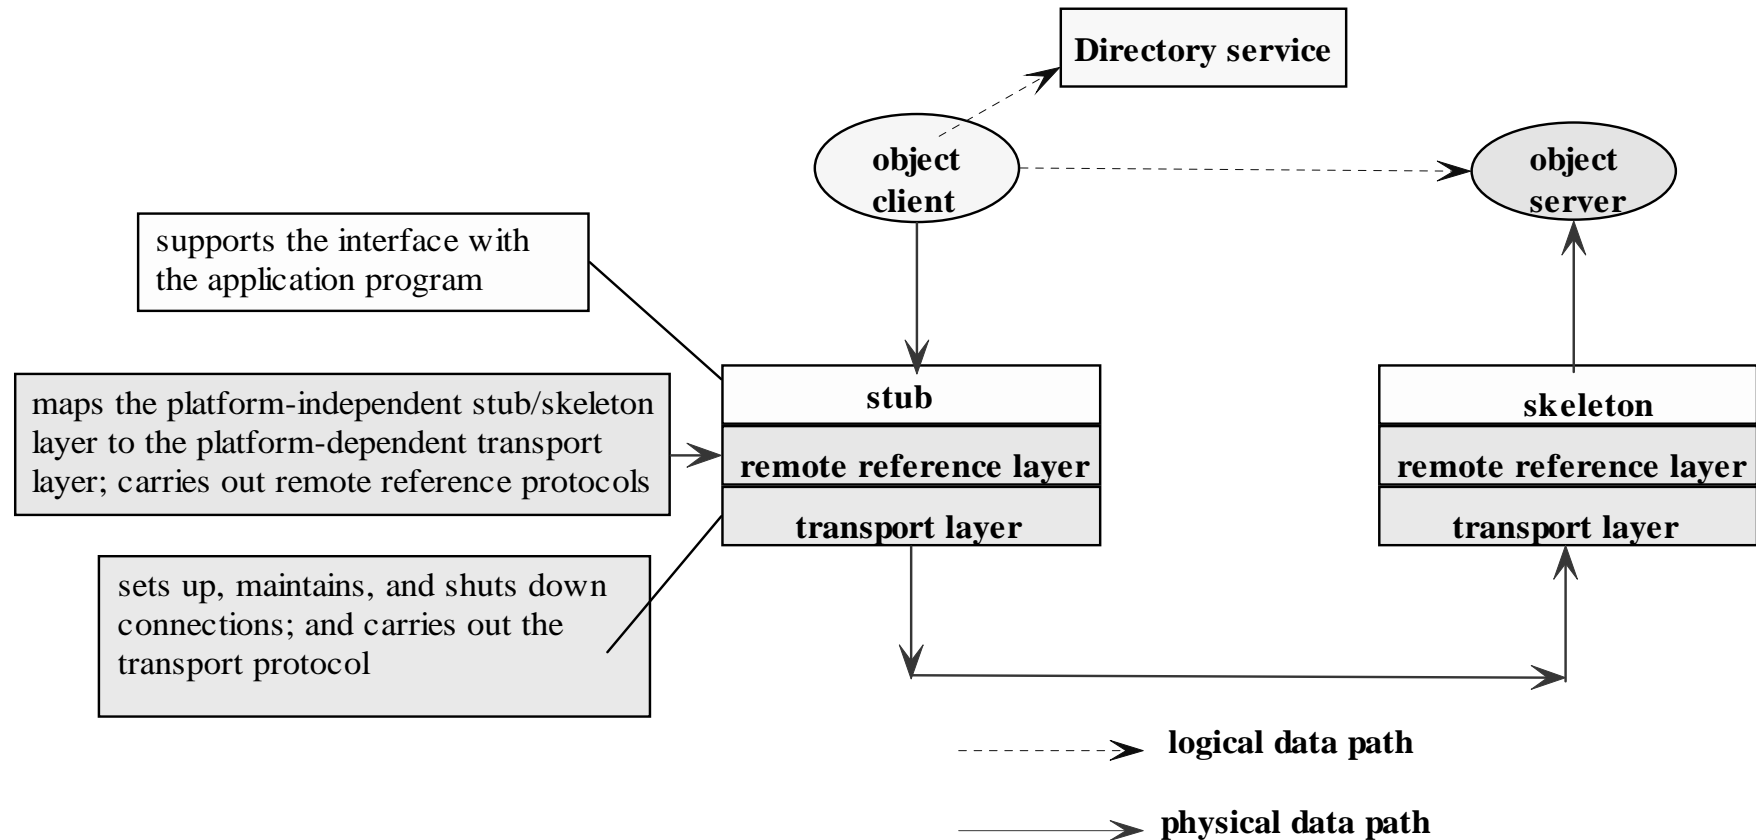 Directory service
object
client
object
server
supports the interface with
the application program
maps the platform-independent stub/skeleton
layer to the platform-dependent transport
layer; carries out remote reference protocols
sets up, maintains, and shuts down
connections; and carries out the
transport protocol
stub
remote reference layer
transport layer
skeleton
remote reference layer
transport layer
logical data path
physical data path